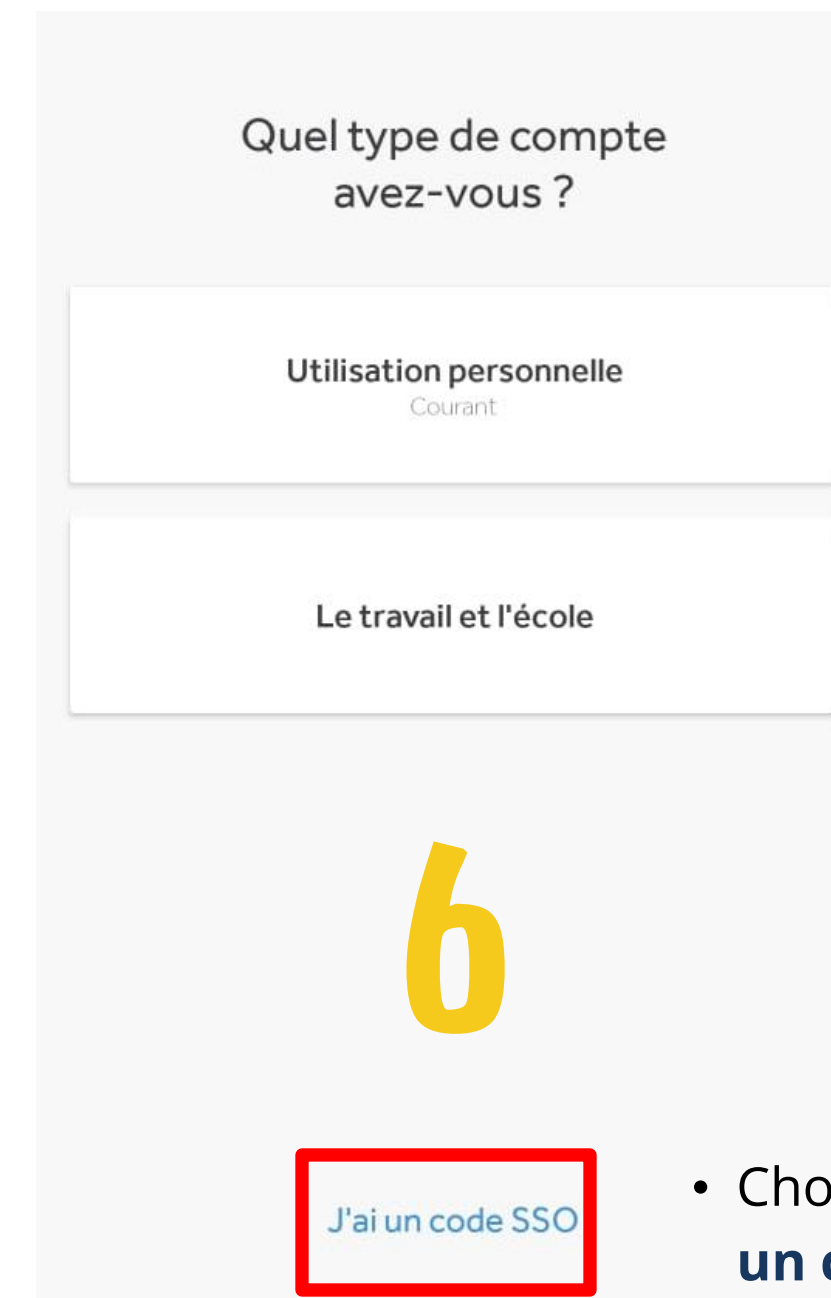 Quel type de compte
avez-vous ?
Utilisation personnelle
Courant
Le travail et l'école
6
J'ai un code SSO
• Cho
un